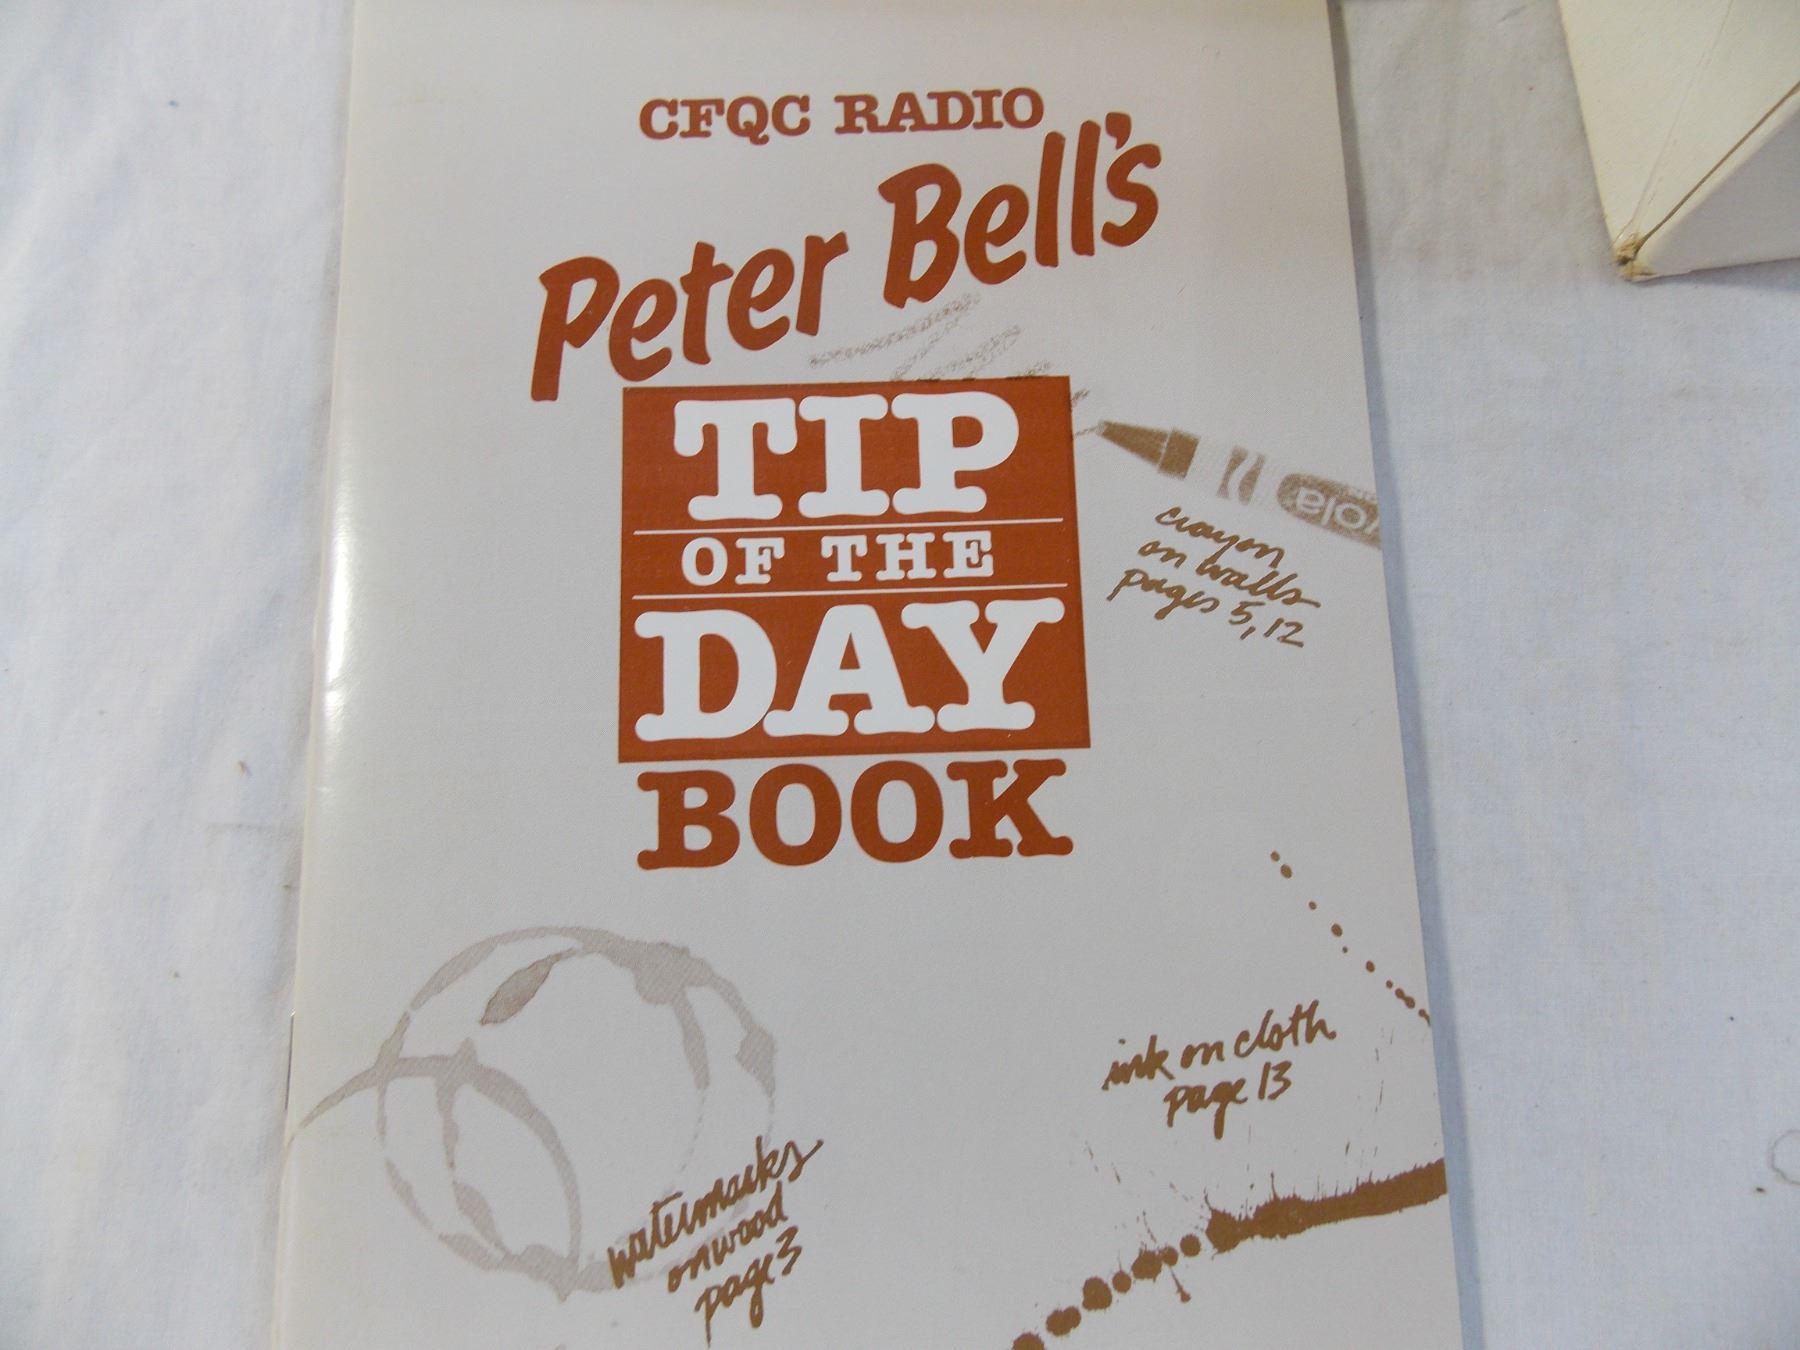 CFQC RADIO
Peter Bell's
TIP
OF THE
DAY
BOOK
ola
crayon
on walls
pages 5, 12
ink on cloth
page 13
watermarks
on wood
page 3